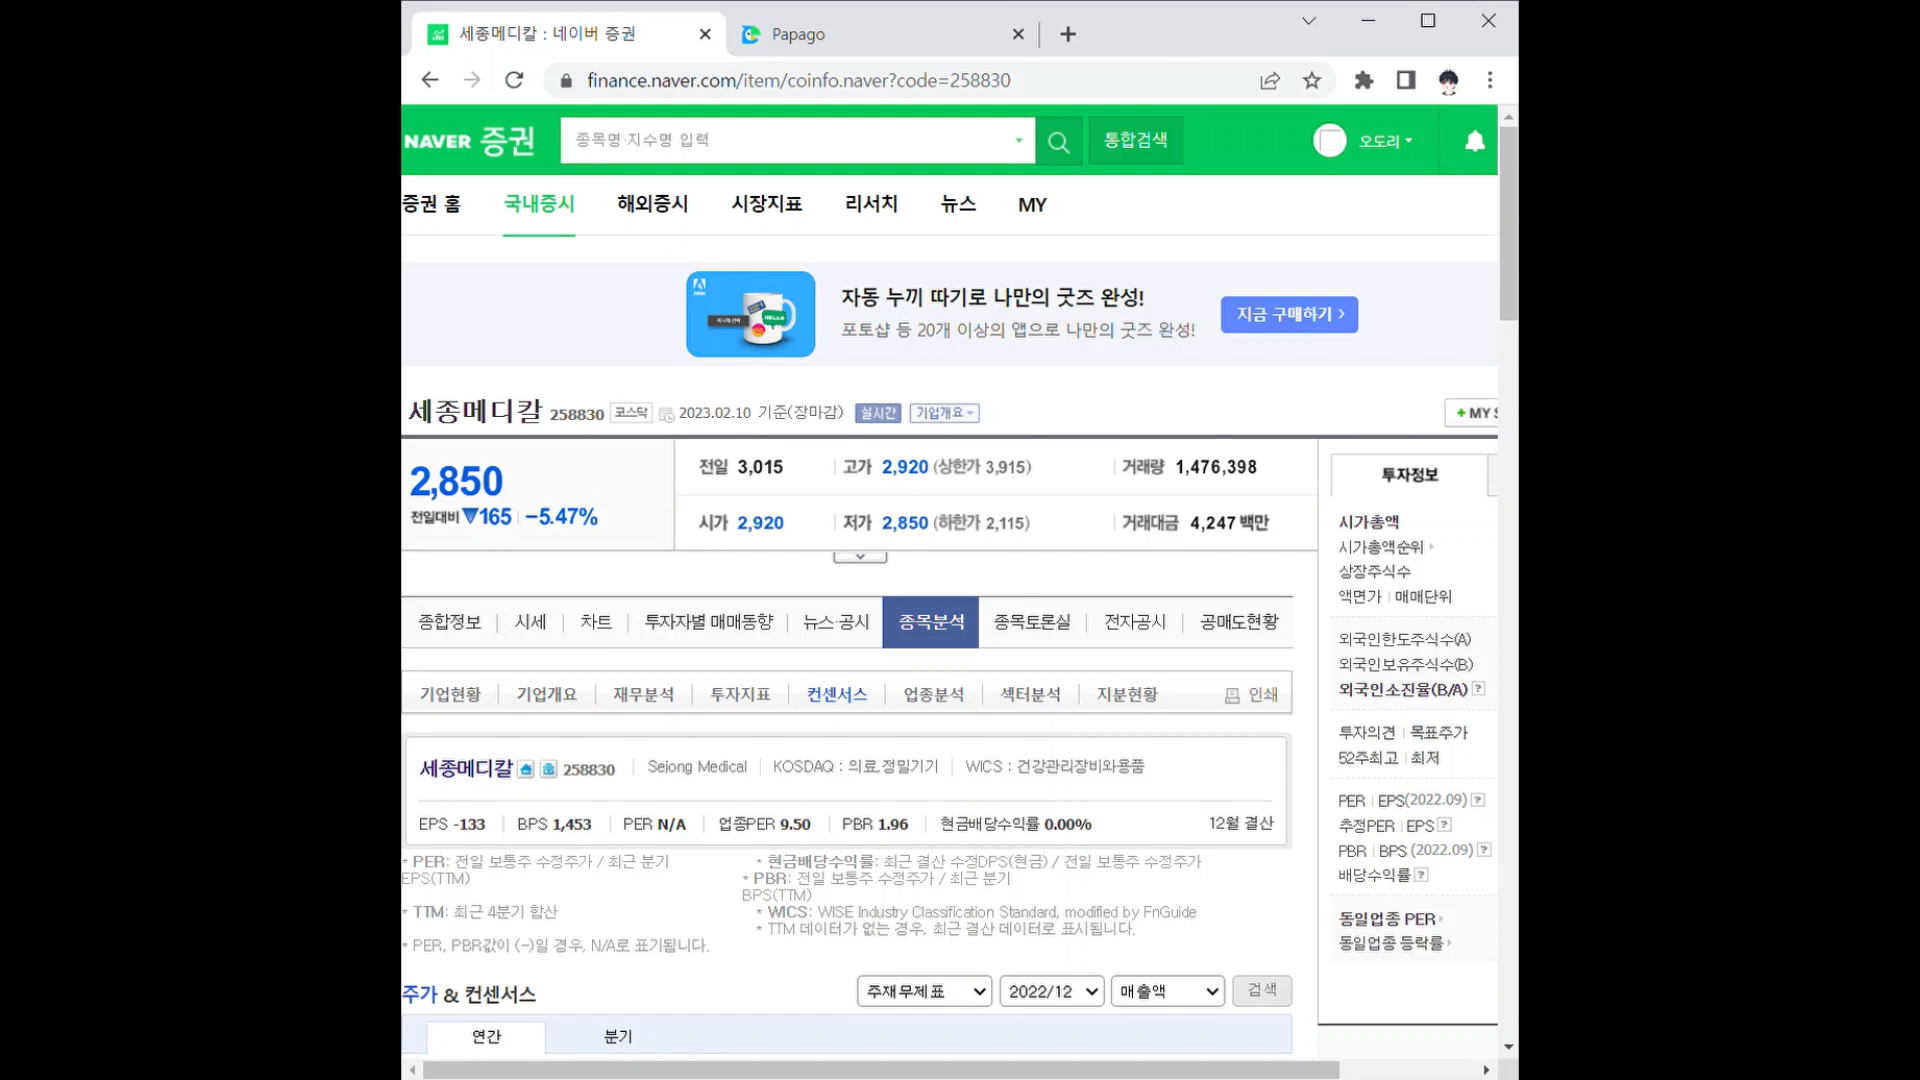 세종메디칼 : 네이버 증권
Papago
finance.naver.com/item/coinfo.naver?code=258830
NAVER 증권
종목명·지수명 입력
통합검색
오도리
증권 홈 국내증시 해외증시 시장지표 리서치 뉴스 MY
HELLO
자동 누끼 따기로 나만의 굿즈 완성!
포토샵 등 20개 이상의 앱으로 나만의 굿즈 완성!
지금 구매하기 ›
세종메디칼 258830 코스닥 2023.02.10 기준(장마감) 실시간 기업개요
+ MY S
2,850
전일대비 ▼165 | -5.47%
전일 3,015 고가 2,920 (상한가 3,915) 거래량 1,476,398
시가 2,920 저가 2,850 (하한가 2,115) 거래대금 4,247 백만
종합정보 시세 차트 투자자별 매매동향 뉴스·공시 종목분석 종목토론실 전자공시 공매도현황
기업현황 기업개요 재무분석 투자지표 컨센서스 업종분석 섹터분석 지분현황 인쇄
세종메디칼 258830 Sejong Medical KOSDAQ : 의료,정밀기기 WICS : 건강관리장비와용품
EPS -133 BPS 1,453 PER N/A 업종PER 9.50 PBR 1.96 현금배당수익률 0.00% 12월 결산
* PER: 전일 보통주 수정주가 / 최근 분기
EPS(TTM)
* 현금배당수익률: 최근 결산 수정DPS(현금) / 전일 보통주 수정주가
* PBR: 전일 보통주 수정주가 / 최근 분기
BPS(TTM)
* TTM: 최근 4분기 합산
* WICS: WISE Industry Classification Standard, modified by FnGuide
* TTM 데이터가 없는 경우, 최근 결산 데이터로 표시됩니다.
* PER, PBR값이 (-)일 경우, N/A로 표기됩니다.
주가 & 컨센서스
주재무제표 2022/12 매출액 검색
연간 분기
투자정보
시가총액
시가총액순위
상장주식수
액면가 | 매매단위
외국인한도주식수(A)
외국인보유주식수(B)
외국인소진율(B/A) ?
투자의견 | 목표주가
52주최고 | 최저
PER | EPS(2022.09) ?
추정PER | EPS ?
PBR | BPS (2022.09) ?
배당수익률 ?
동일업종 PER
동일업종 등락률